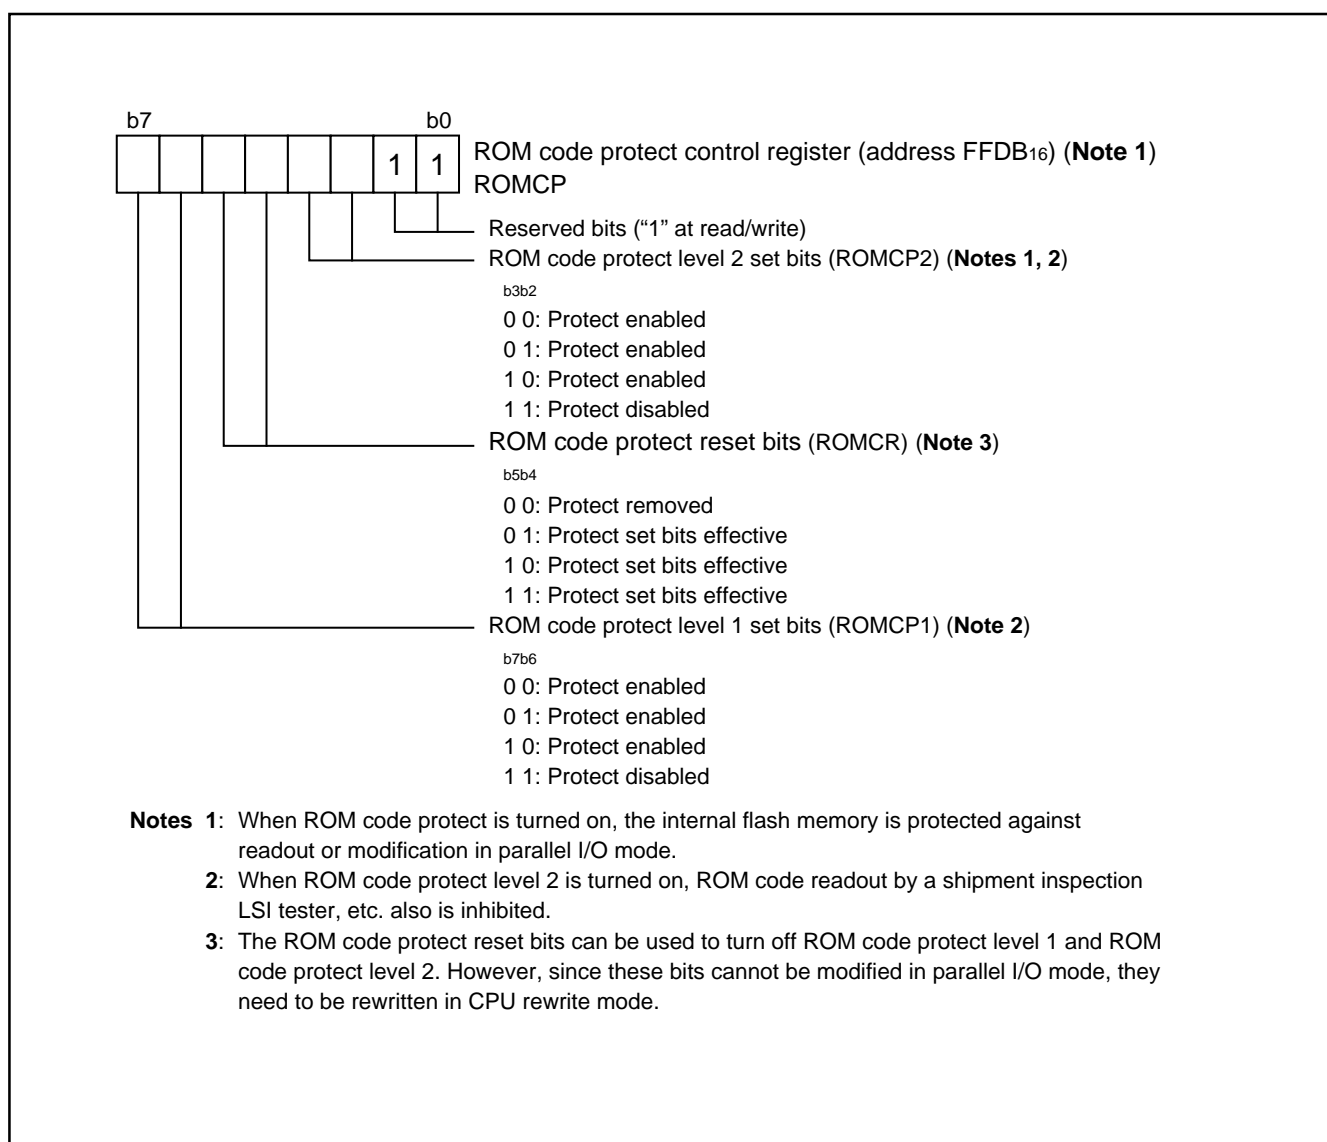 b7 b0
1 1 ROM code protect control register (address FFDB16) (Note 1)
ROMCP
Reserved bits (“1” at read/write)
ROM code protect level 2 set bits (ROMCP2) (Notes 1, 2)
b3b2
0 0: Protect enabled
0 1: Protect enabled
1 0: Protect enabled
1 1: Protect disabled
ROM code protect reset bits (ROMCR) (Note 3)
b5b4
0 0: Protect removed
0 1: Protect set bits effective
1 0: Protect set bits effective
1 1: Protect set bits effective
ROM code protect level 1 set bits (ROMCP1) (Note 2)
b7b6
0 0: Protect enabled
0 1: Protect enabled
1 0: Protect enabled
1 1: Protect disabled
Notes 1: When ROM code protect is turned on, the internal flash memory is protected against
readout or modification in parallel I/O mode.
2: When ROM code protect level 2 is turned on, ROM code readout by a shipment inspection
LSI tester, etc. also is inhibited.
3: The ROM code protect reset bits can be used to turn off ROM code protect level 1 and ROM
code protect level 2. However, since these bits cannot be modified in parallel I/O mode, they
need to be rewritten in CPU rewrite mode.